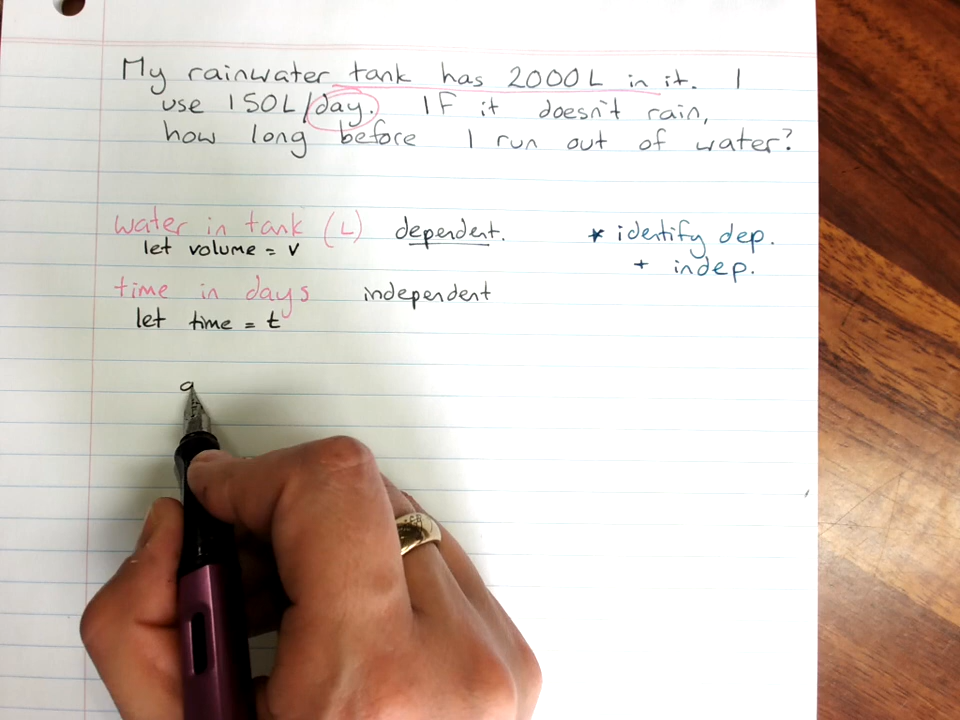 My rainwater tank has 2000L in it. I
use 150L/day. IF it doesn't rain,
how long before I run out of water?
water in tank (L) dependent. * identify dep.
let volume = v + indep.
time in days independent
let time = t